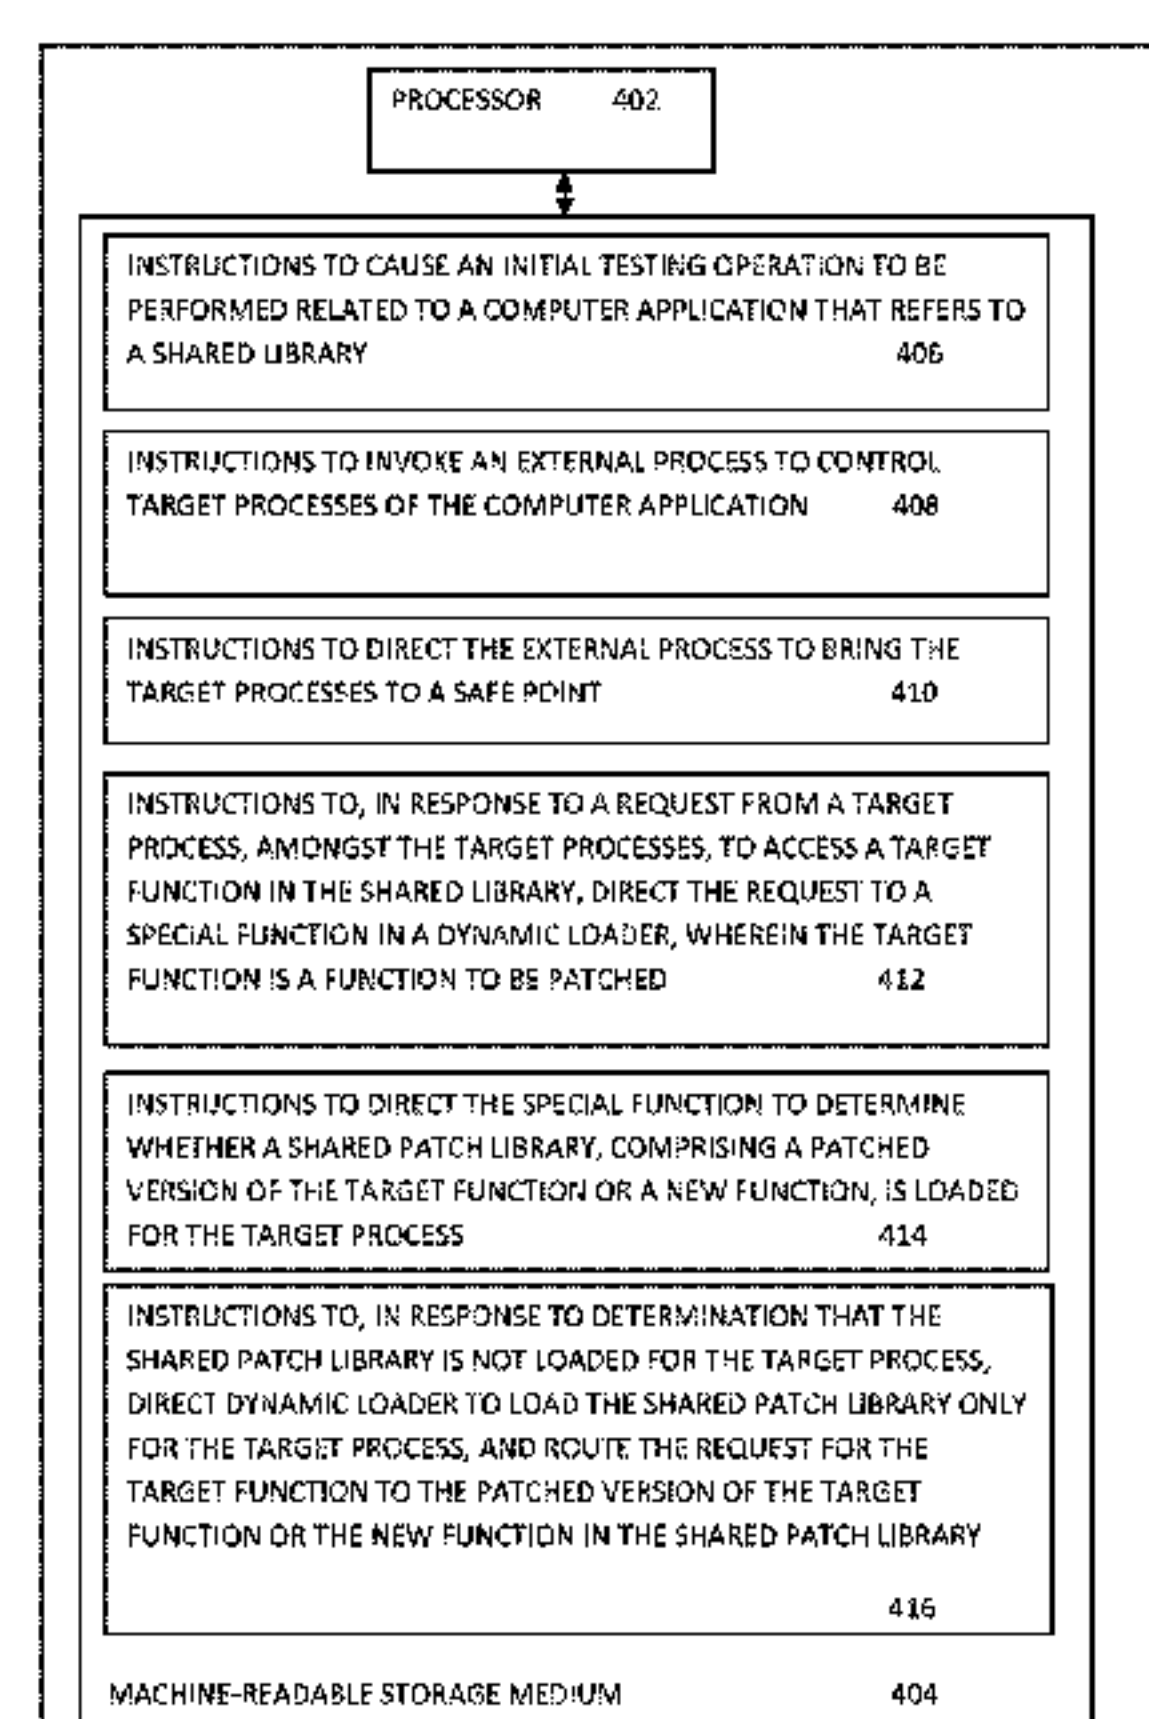 PROCESSOR 402
INSTRUCTIONS TO CAUSE AN INITIAL TESTING OPERATION TO BE
PERFORMED RELATED TO A COMPUTER APPLICATION THAT REFERS TO
A SHARED LIBRARY 406
INSTRUCTIONS TO INVOKE AN EXTERNAL PROCESS TO CONTROL
TARGET PROCESSES OF THE COMPUTER APPLICATION 408
INSTRUCTIONS TO DIRECT THE EXTERNAL PROCESS TO BRING THE
TARGET PROCESSES TO A SAFE POINT 410
INSTRUCTIONS TO, IN RESPONSE TO A REQUEST FROM A TARGET
PROCESS, AMONGST THE TARGET PROCESSES, TO ACCESS A TARGET
FUNCTION IN THE SHARED LIBRARY, DIRECT THE REQUEST TO A
SPECIAL FUNCTION IN A DYNAMIC LOADER, WHEREIN THE TARGET
FUNCTION IS A FUNCTION TO BE PATCHED 412
INSTRUCTIONS TO DIRECT THE SPECIAL FUNCTION TO DETERMINE
WHETHER A SHARED PATCH LIBRARY, COMPRISING A PATCHED
VERSION OF THE TARGET FUNCTION OR A NEW FUNCTION, IS LOADED
FOR THE TARGET PROCESS 414
INSTRUCTIONS TO, IN RESPONSE TO DETERMINATION THAT THE
SHARED PATCH LIBRARY IS NOT LOADED FOR THE TARGET PROCESS,
DIRECT DYNAMIC LOADER TO LOAD THE SHARED PATCH LIBRARY ONLY
FOR THE TARGET PROCESS, AND ROUTE THE REQUEST FOR THE
TARGET FUNCTION TO THE PATCHED VERSION OF THE TARGET
FUNCTION OR THE NEW FUNCTION IN THE SHARED PATCH LIBRARY
416
MACHINE-READABLE STORAGE MEDIUM 404